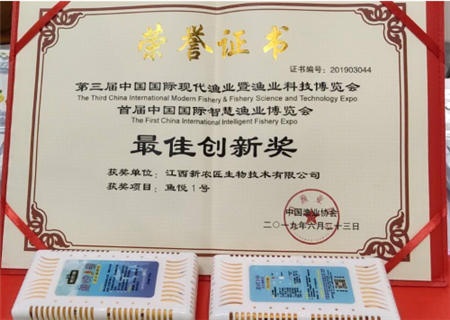 荣誉证书
证书编号：201903044
第三届中国国际现代渔业暨渔业科技博览会
The Third China International Modern Fishery & Fishery Science and Technology Expo
首届中国国际智慧渔业博览会
The First China International Intelligent Fishery Expo
最佳创新奖
获奖单位：江西新农匠生物技术有限公司
获奖项目：鱼悦1号
中国渔业协会
二〇一九年六月二十三日